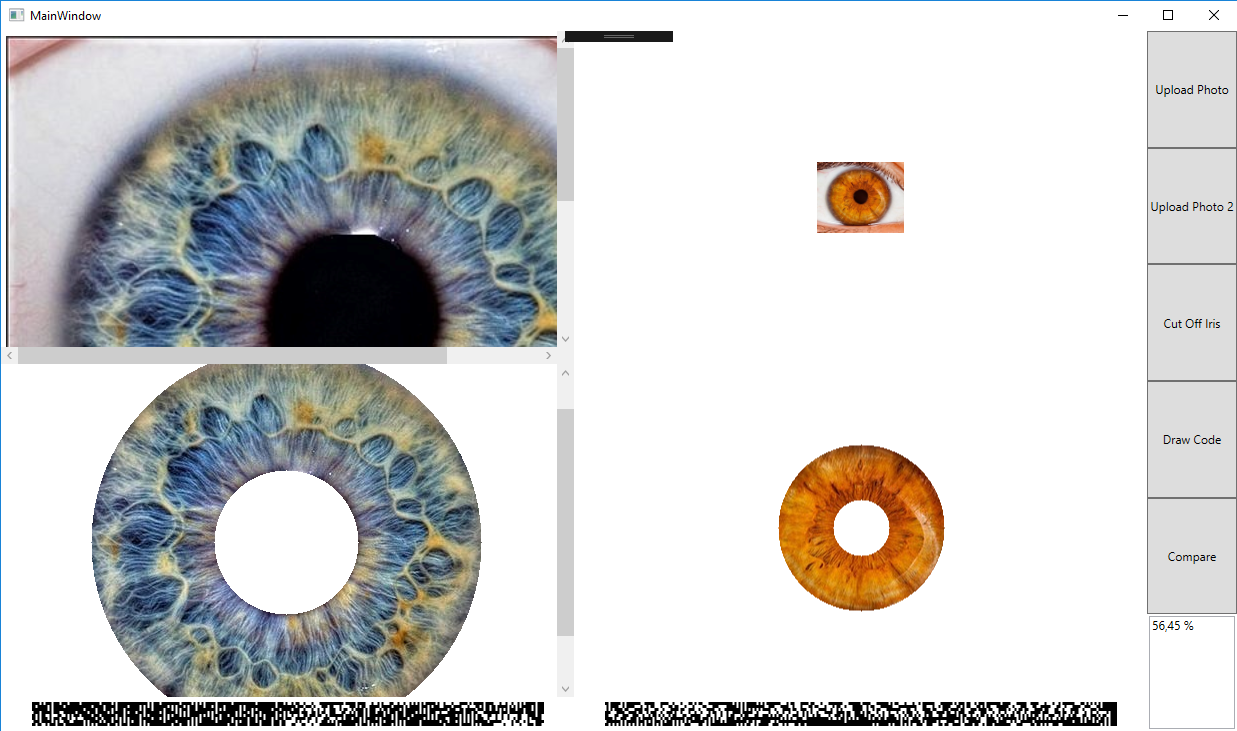 MainWindow
Upload Photo
Upload Photo 2
Cut Off Iris
Draw Code
Compare
56,45 %